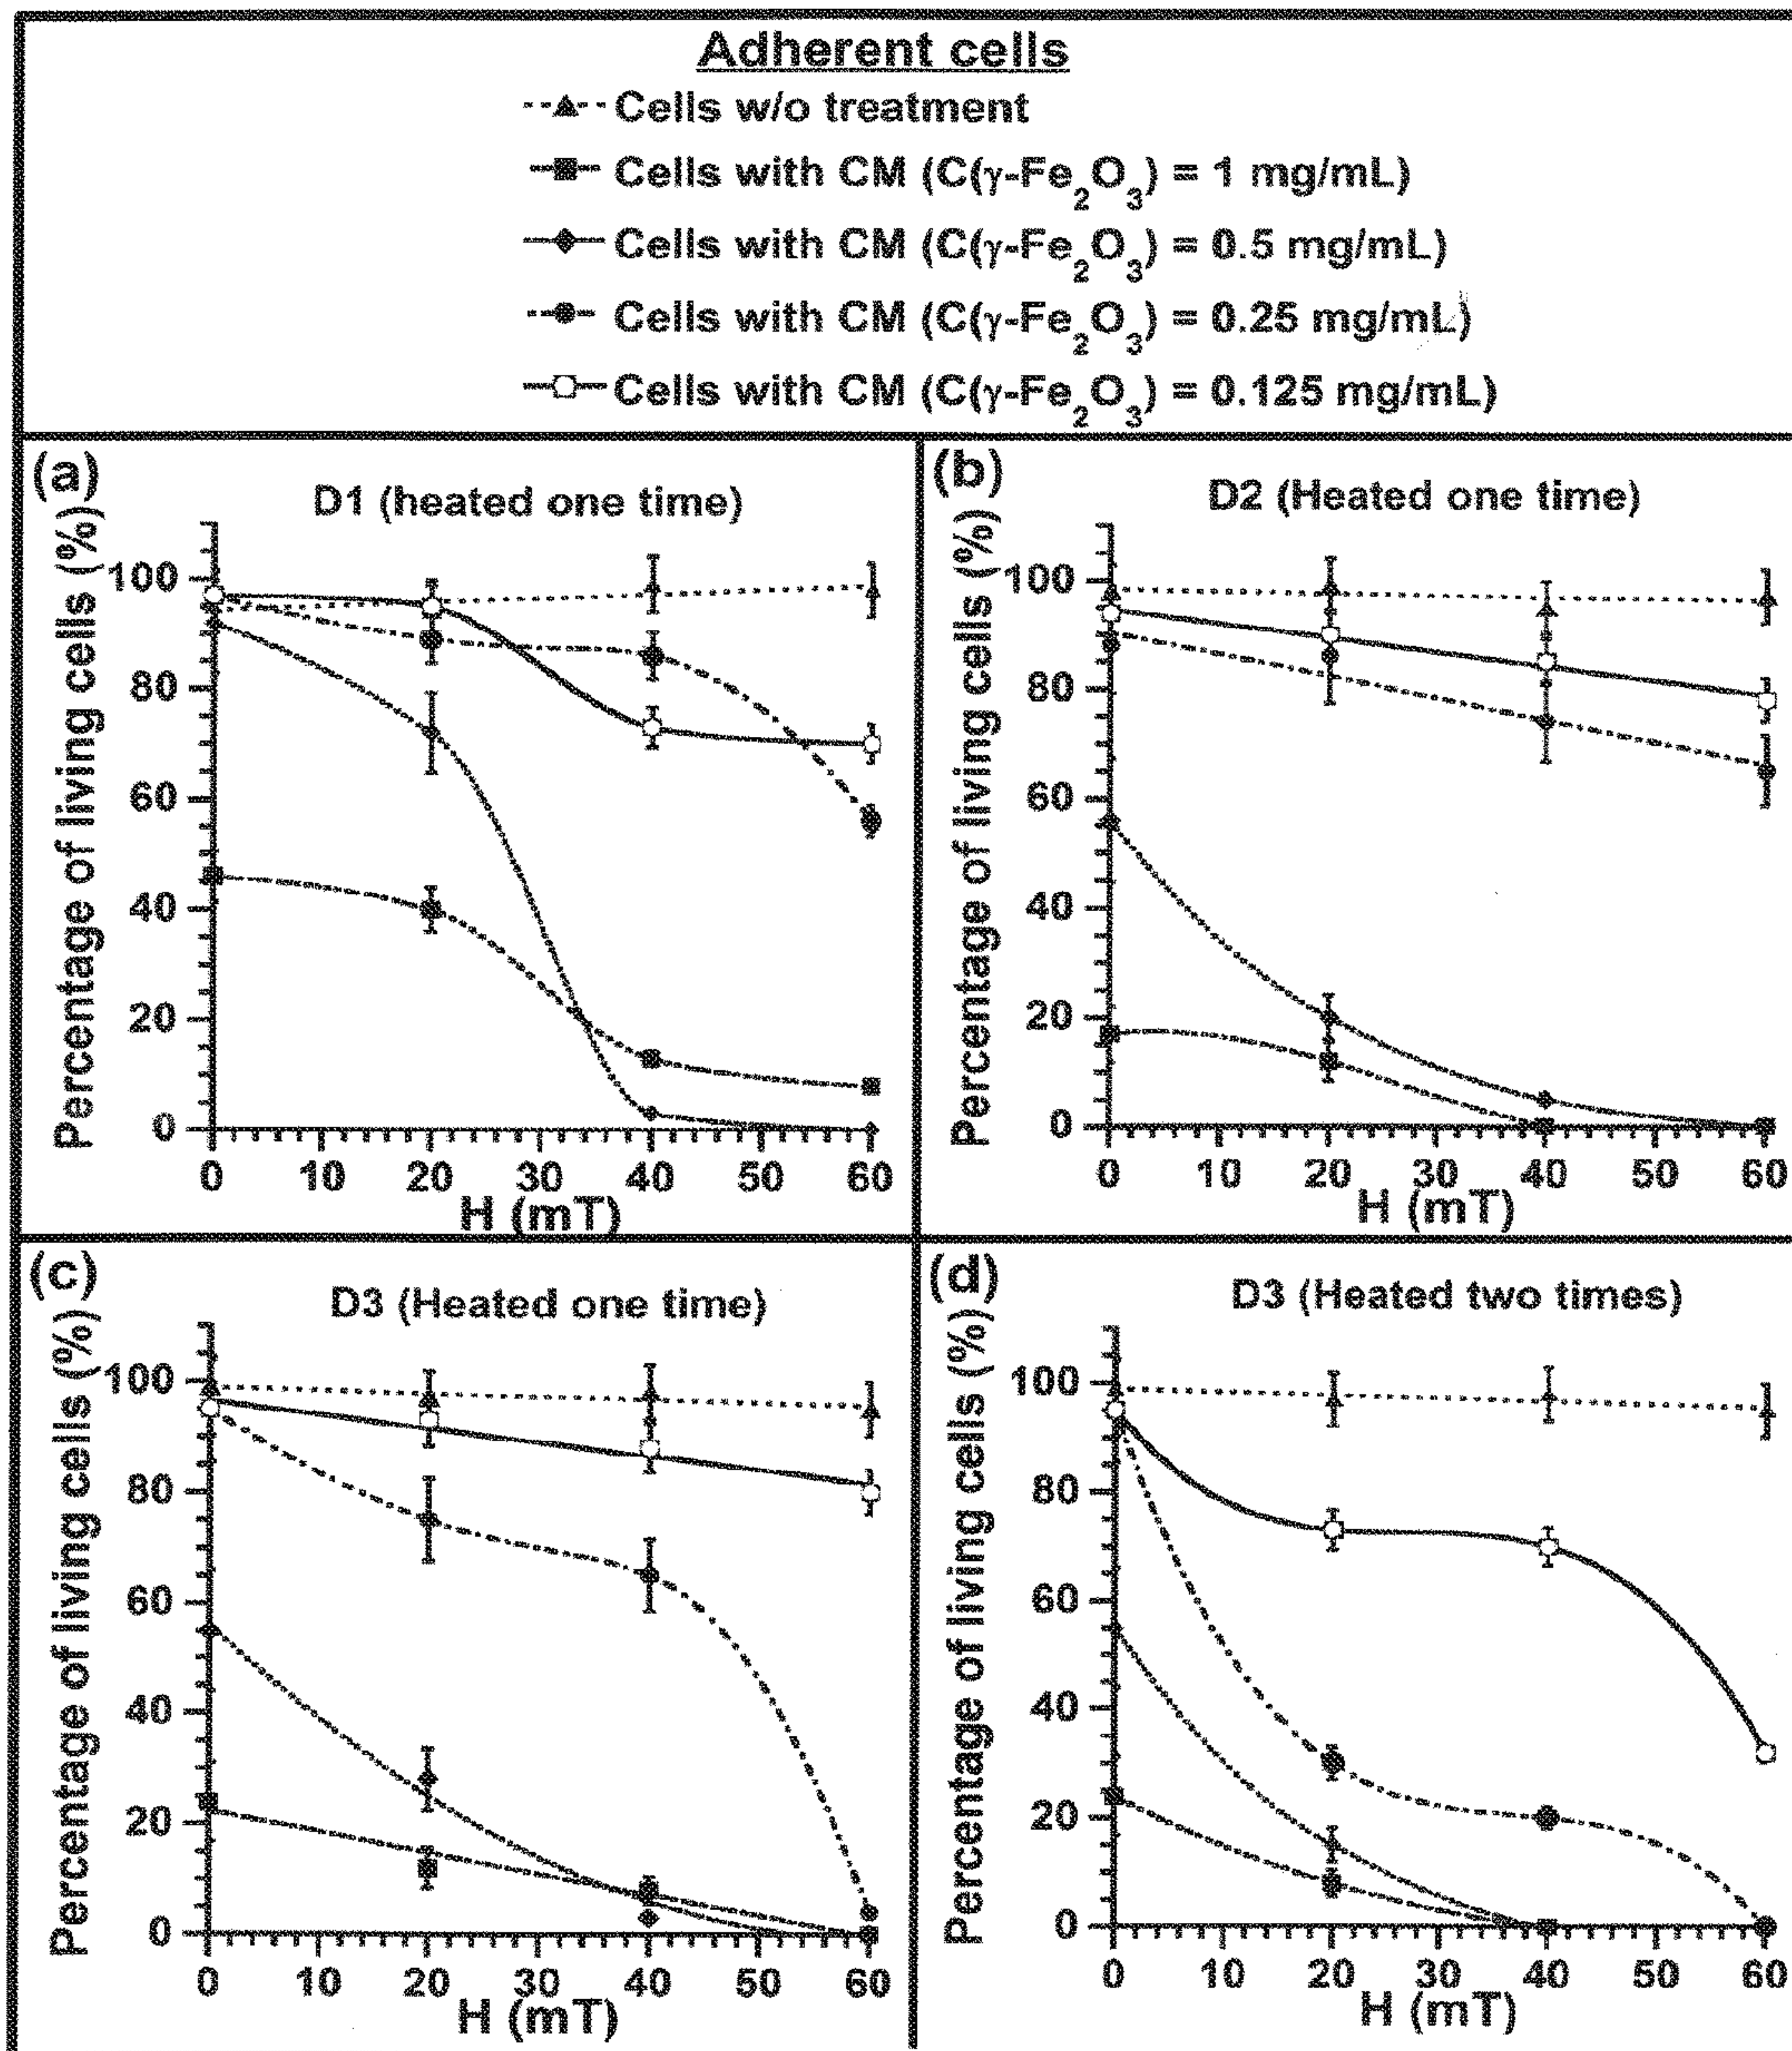 Adherent cells
Cells w/o treatment
Cells with CM (C(γ-Fe₂O₃) = 1 mg/mL)
Cells with CM (C(γ-Fe₂O₃) = 0.5 mg/mL)
Cells with CM (C(γ-Fe₂O₃) = 0.25 mg/mL)
Cells with CM (C(γ-Fe₂O₃) = 0.125 mg/mL)
(a)
D1 (heated one time)
Percentage of living cells (%)
100
80
60
40
20
0
0 10 20 30 40 50 60
H (mT)
(b)
D2 (Heated one time)
Percentage of living cells (%)
100
80
60
40
20
0
0 10 20 30 40 50 60
H (mT)
(c)
D3 (Heated one time)
Percentage of living cells (%)
100
80
60
40
20
0
0 10 20 30 40 50 60
H (mT)
(d)
D3 (Heated two times)
Percentage of living cells (%)
100
80
60
40
20
0
0 10 20 30 40 50 60
H (mT)